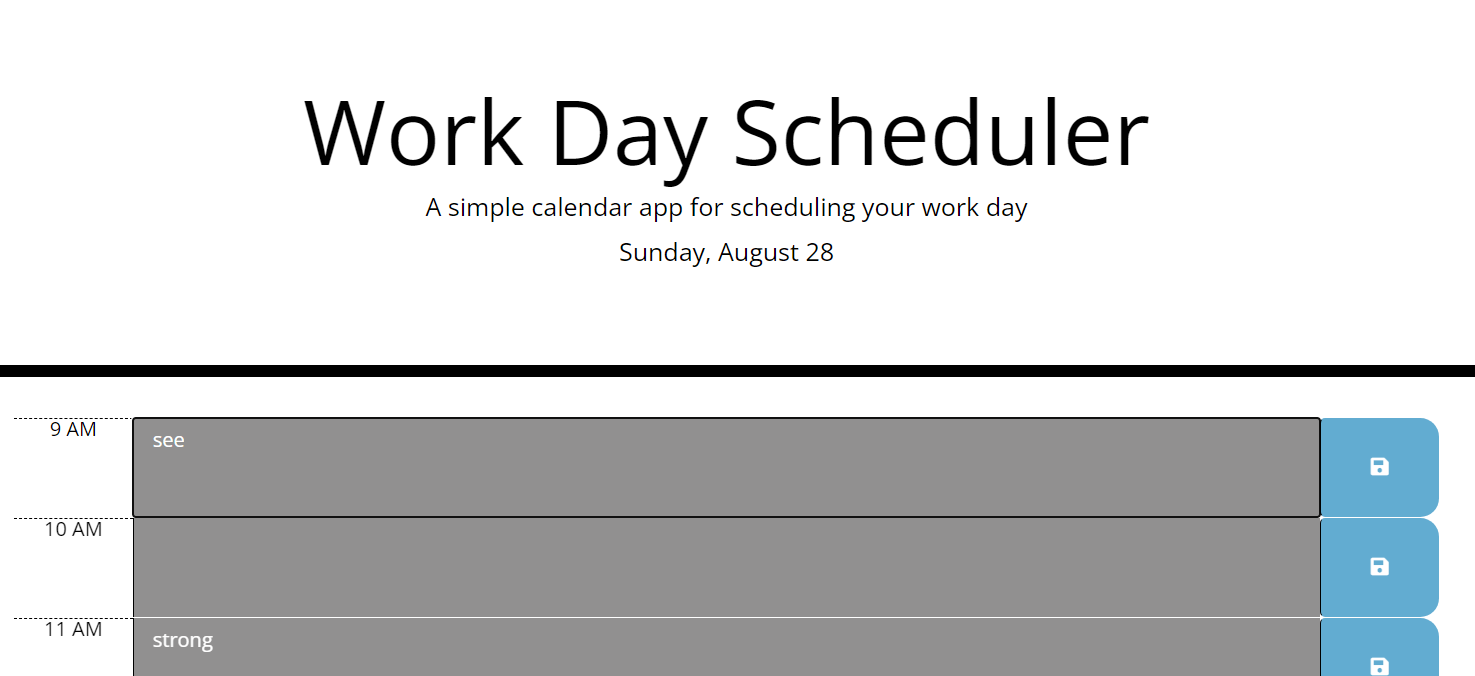 Work Day Scheduler
A simple calendar app for scheduling your work day
Sunday, August 28
9 AM
see
10 AM
11 AM
strong